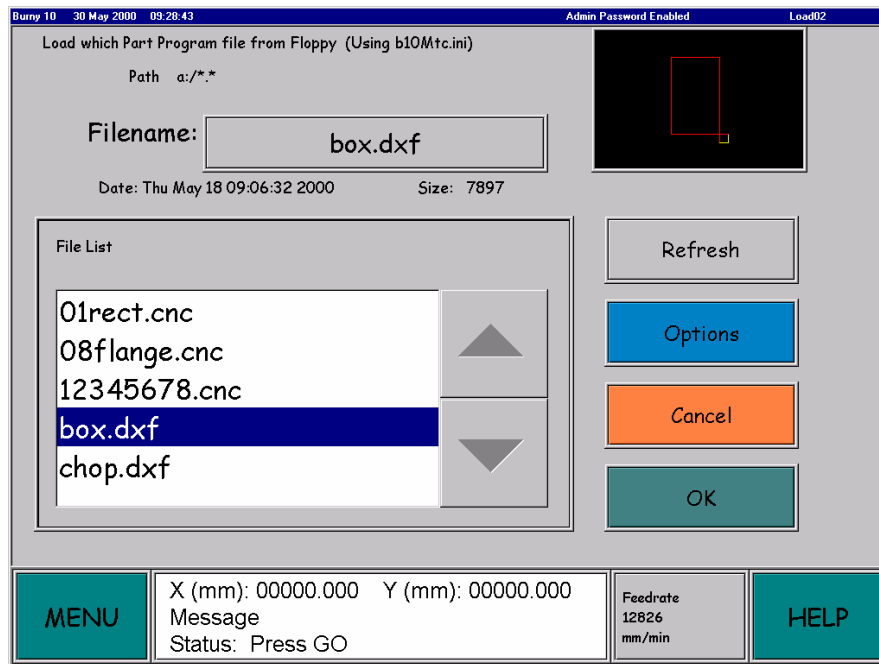 Burny 10 30 May 2000 09:28:43 Admin Password Enabled Load02
Load which Part Program file from Floppy (Using b10Mtc.ini)
Path a:/*.*
Filename: box.dxf
Date: Thu May 18 09:06:32 2000 Size: 7897
File List
01rect.cnc
08flange.cnc
12345678.cnc
box.dxf
chop.dxf
Refresh
Options
Cancel
OK
MENU
X (mm): 00000.000 Y (mm): 00000.000
Message
Status: Press GO
Feedrate
12826
mm/min
HELP